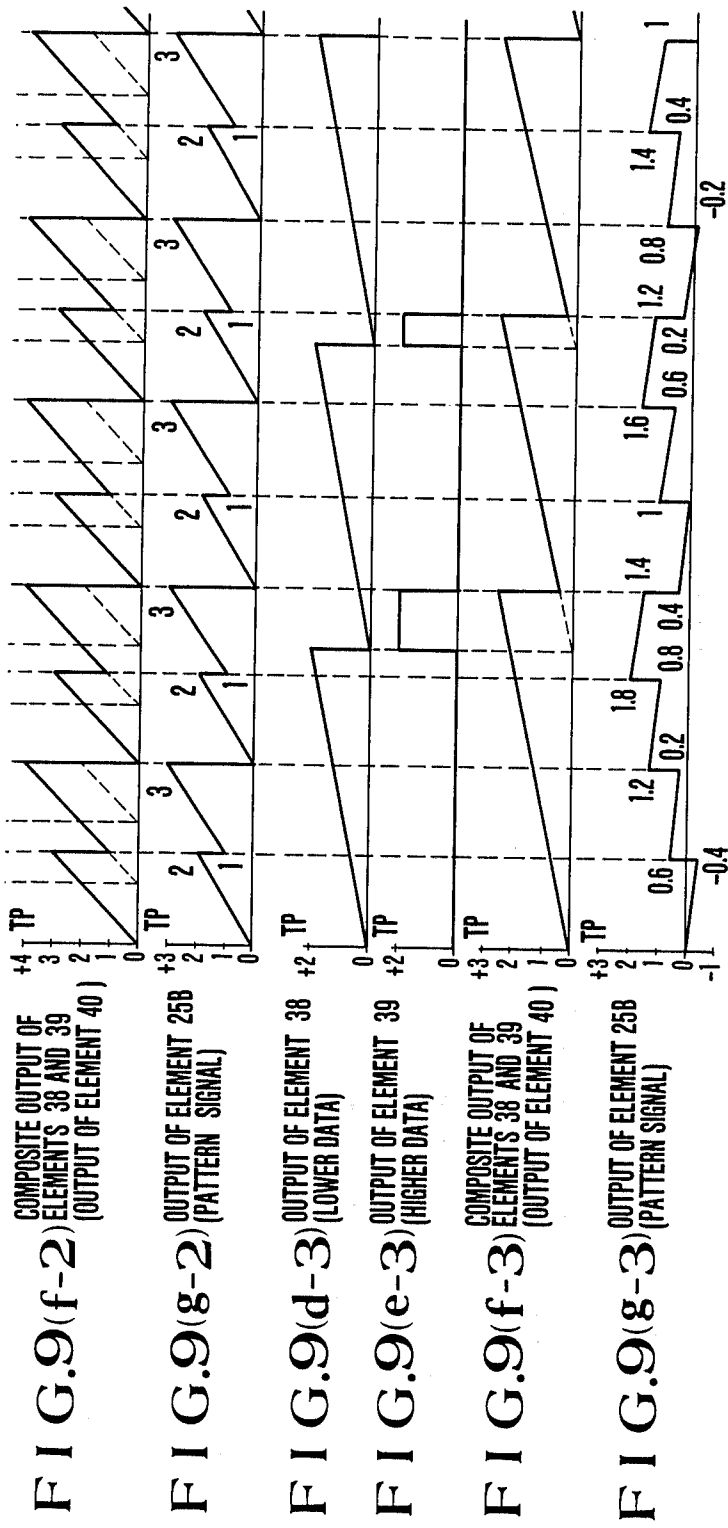 FIG.9(f-2)
COMPOSITE OUTPUT OF
ELEMENTS 38 AND 39
(OUTPUT OF ELEMENT 40)
+4
3
2
1
0
TP
FIG.9(g-2)
OUTPUT OF ELEMENT 25B
(PATTERN SIGNAL)
+3
2
1
0
TP
2
1
3
2
1
3
2
1
3
2
1
3
2
1
3
FIG.9(d-3)
OUTPUT OF ELEMENT 38
(LOWER DATA)
+2
0
TP
FIG.9(e-3)
OUTPUT OF ELEMENT 39
(HIGHER DATA)
+2
0
TP
FIG.9(f-3)
COMPOSITE OUTPUT OF
ELEMENTS 38 AND 39
(OUTPUT OF ELEMENT 40)
+3
2
1
0
TP
FIG.9(g-3)
OUTPUT OF ELEMENT 25B
(PATTERN SIGNAL)
+3
2
1
0
-1
TP
0.6
-0.4
1.2
0.2
1.8
0.8
0.4
1.4
1
1.6
0.6
0.2
1.2
0.8
-0.2
1.4
0.4
1